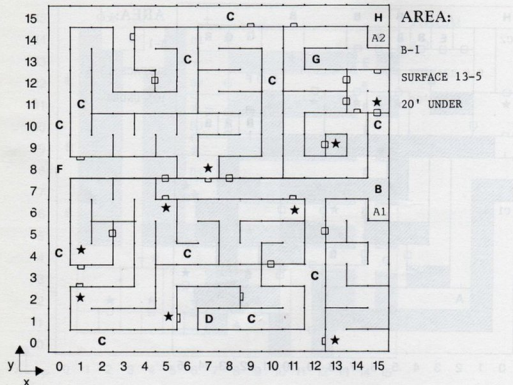 15 C H AREA:
14 A2
B-1
13 C G
12 C SURFACE 13-5
11 C 20' UNDER
10 C C
9
8 F
7 B
6 A1
5
4 C C
3 C
2
1 D C
0 C
y
x 0 1 2 3 4 5 6 7 8 9 10 11 12 13 14 15